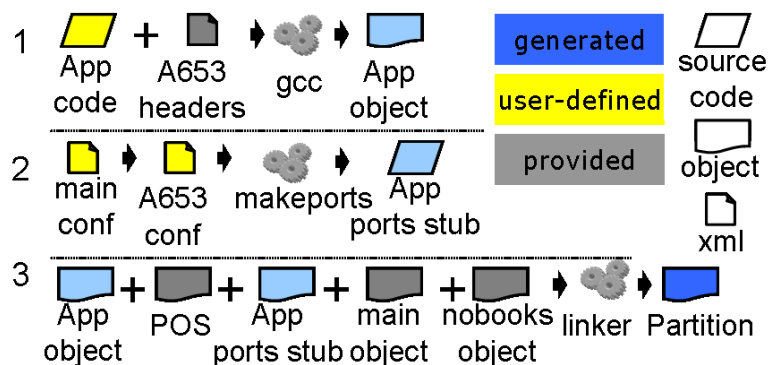 1
+
App code
A653 headers
gcc
App object
generated
user-defined
provided
source code
object
xml
2
main conf
A653 conf
makeports
App ports stub
3
+ + + +
App object
POS
App ports stub
main object
nobooks object
linker
Partition